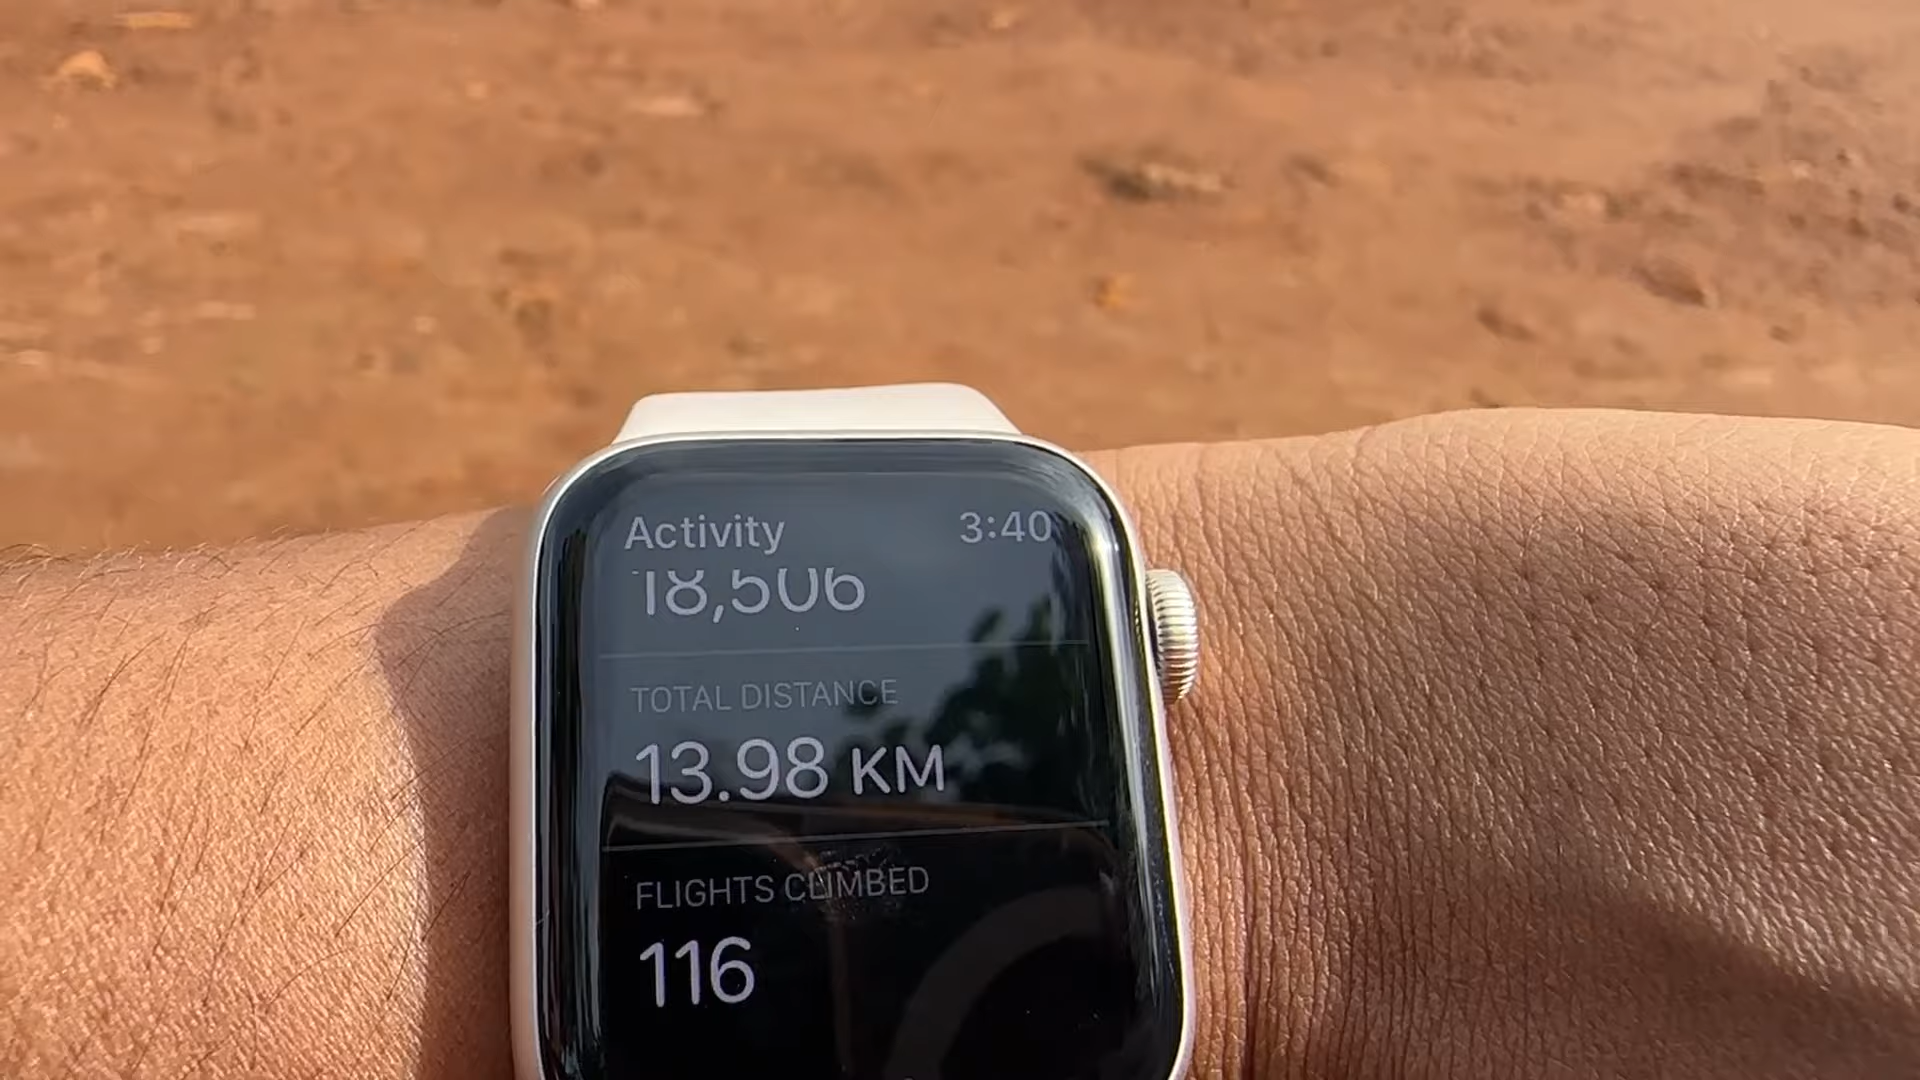 Activity 3:40
18,506
TOTAL DISTANCE
13.98 KM
FLIGHTS CLIMBED
116